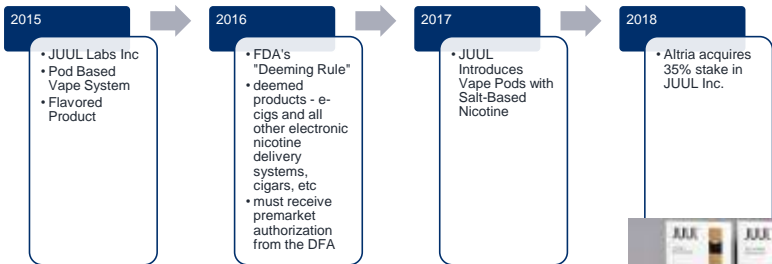 2015
• JUUL Labs Inc
• Pod Based
Vape System
• Flavored
Product
2016
• FDA's
"Deeming Rule"
• deemed
products - e-
cigs and all
other electronic
nicotine
delivery
systems,
cigars, etc
• must receive
premarket
authorization
from the DFA
2017
• JUUL
Introduces
Vape Pods with
Salt-Based
Nicotine
2018
• Altria acquires
35% stake in
JUUL Inc.
JUUL JUUL